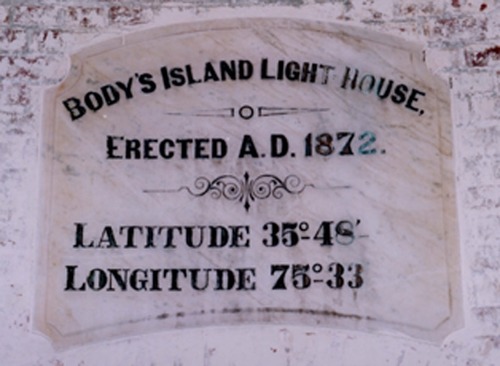 BODY'S ISLAND LIGHT HOUSE,
ERECTED A.D. 1872.
LATITUDE 35°-48'
LONGITUDE 75°-33